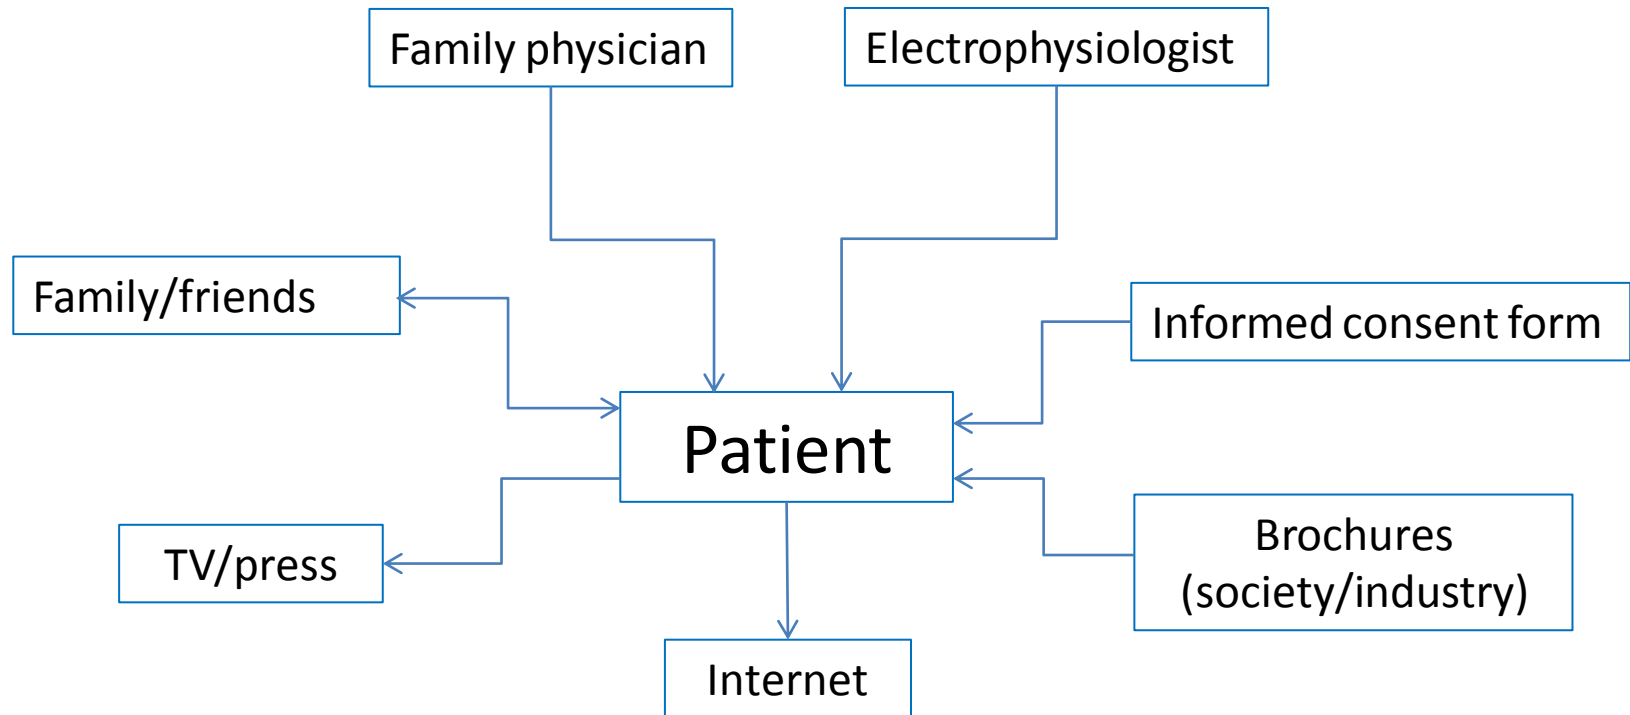 Family physician
Electrophysiologist
Family/friends
Informed consent form
Patient
TV/press
Brochures
(society/industry)
Internet